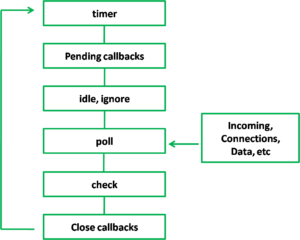 timer
Pending callbacks
idle, ignore
poll
Incoming,
Connections,
Data, etc
check
Close callbacks